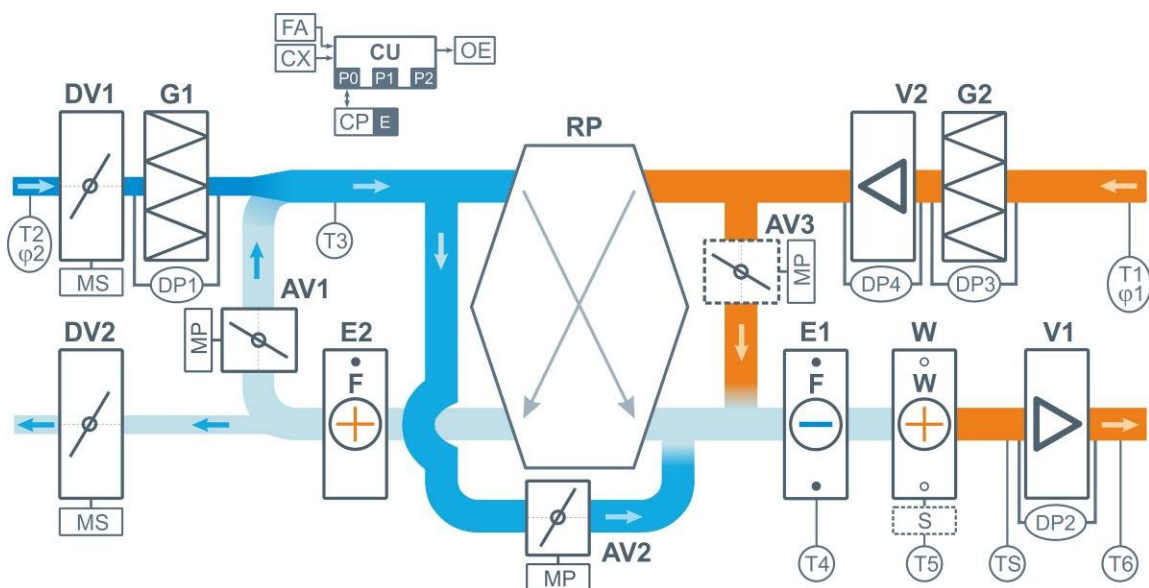 FA
CX
CU
OE
P0 P1 P2
CP E
DV1
G1
RP
V2
G2
T2
φ2
T3
MS
DP1
AV3
MP
DP4
DP3
T1
φ1
AV1
MP
DV2
E2
E1
W
V1
F
F
W
MS
AV2
MP
S
DP2
T4
T5
TS
T6